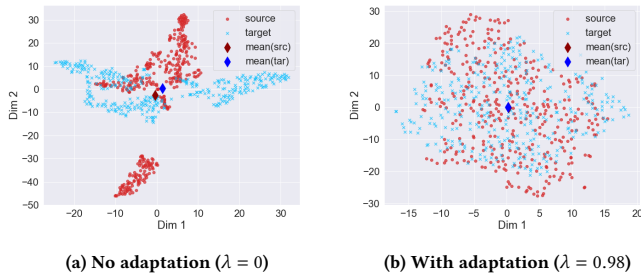 source
target
mean(src)
mean(tar)
30
20
10
0
−10
−20
−30
−40
−50
Dim 2
−20 −10 0 10 20 30
Dim 1
(a) No adaptation (λ = 0)
source
target
mean(src)
mean(tar)
30
20
10
0
−10
−20
−30
Dim 2
−15 −10 −5 0 5 10 15 20
Dim 1
(b) With adaptation (λ = 0.98)